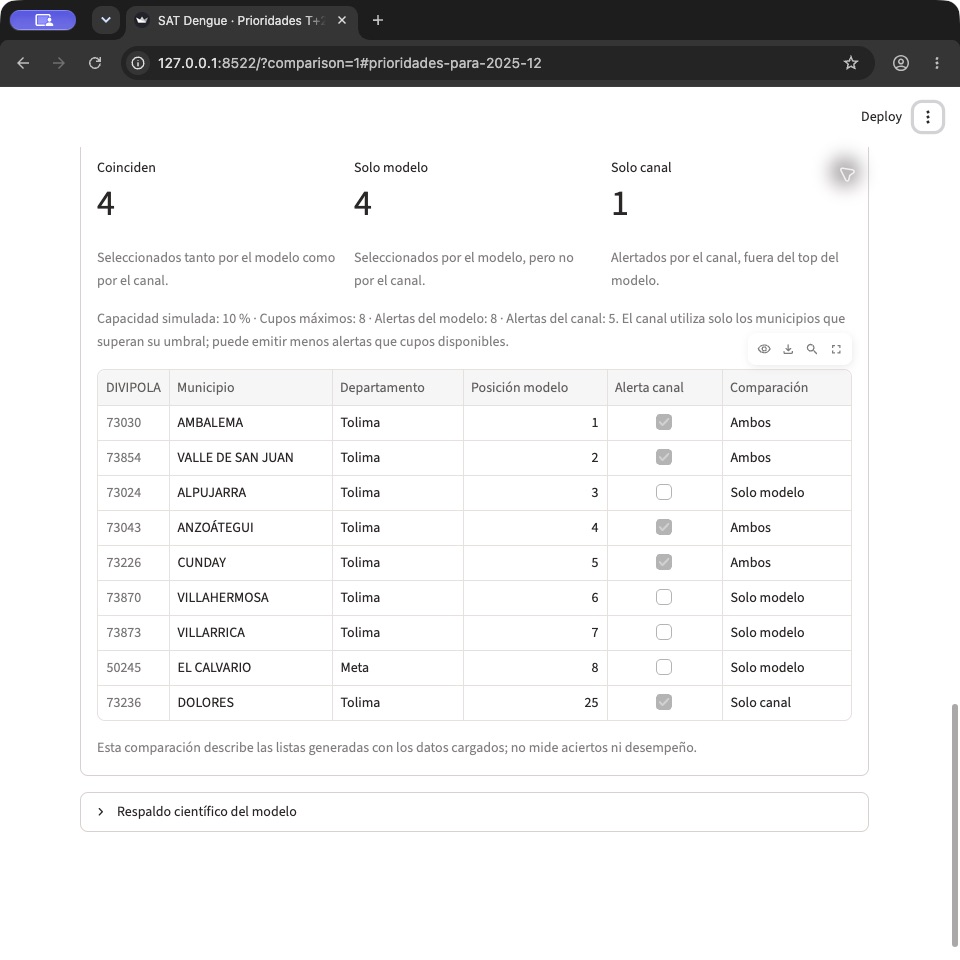 SAT Dengue · Prioridades T+
127.0.0.1:8522/?comparison=1#prioridades-para-2025-12
Deploy
Coinciden
4
Seleccionados tanto por el modelo como
por el canal.
Solo modelo
4
Seleccionados por el modelo, pero no
por el canal.
Solo canal
1
Alertados por el canal, fuera del top del
modelo.
Capacidad simulada: 10 % · Cupos máximos: 8 · Alertas del modelo: 8 · Alertas del canal: 5. El canal utiliza solo los municipios que
superan su umbral; puede emitir menos alertas que cupos disponibles.
DIVIPOLA Municipio Departamento Posición modelo Alerta canal Comparación
73030 AMBALEMA Tolima 1 Ambos
73854 VALLE DE SAN JUAN Tolima 2 Ambos
73024 ALPUJARRA Tolima 3 Solo modelo
73043 ANZOÁTEGUI Tolima 4 Ambos
73226 CUNDAY Tolima 5 Ambos
73870 VILLAHERMOSA Tolima 6 Solo modelo
73873 VILLARRICA Tolima 7 Solo modelo
50245 EL CALVARIO Meta 8 Solo modelo
73236 DOLORES Tolima 25 Solo canal
Esta comparación describe las listas generadas con los datos cargados; no mide aciertos ni desempeño.
Respaldo científico del modelo